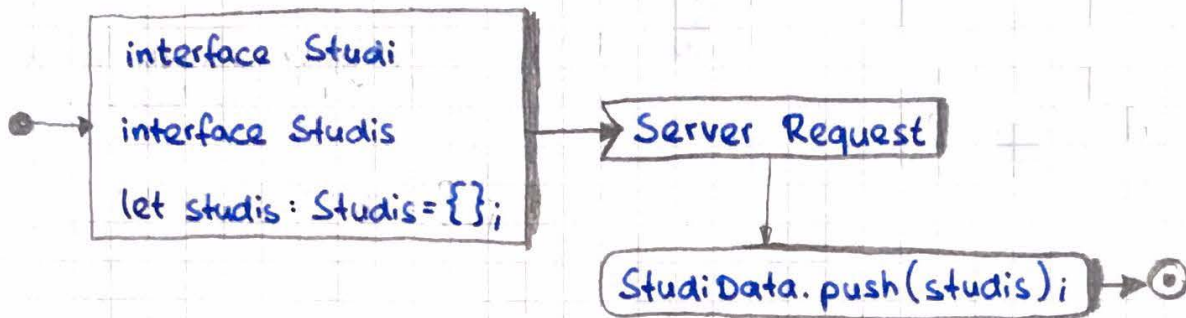 interface Studi
interface Studis
let studis: Studis={};
Server Request
StudiData.push(studis);